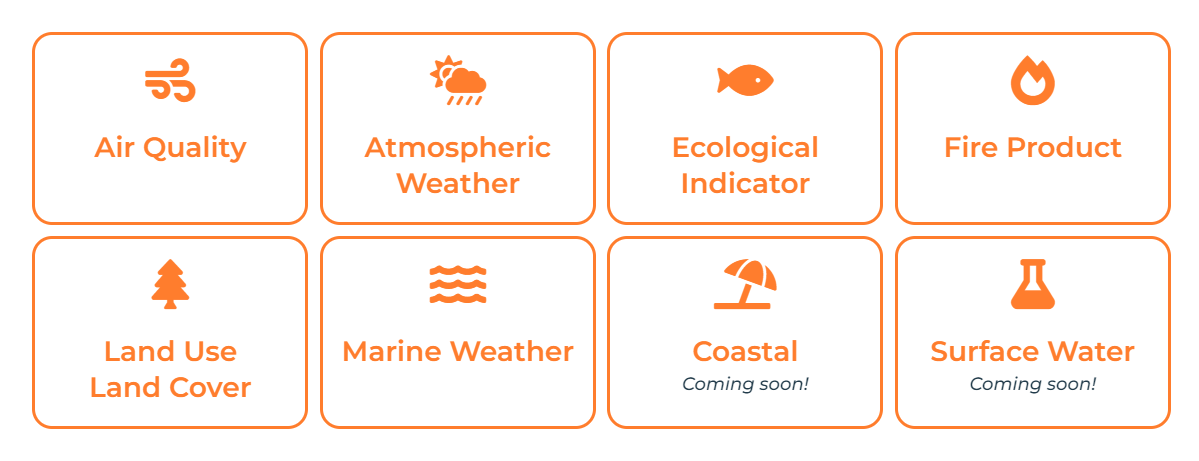 Air Quality
Atmospheric
Weather
Ecological
Indicator
Fire Product
Land Use
Land Cover
Marine Weather
Coastal
Coming soon!
Surface Water
Coming soon!